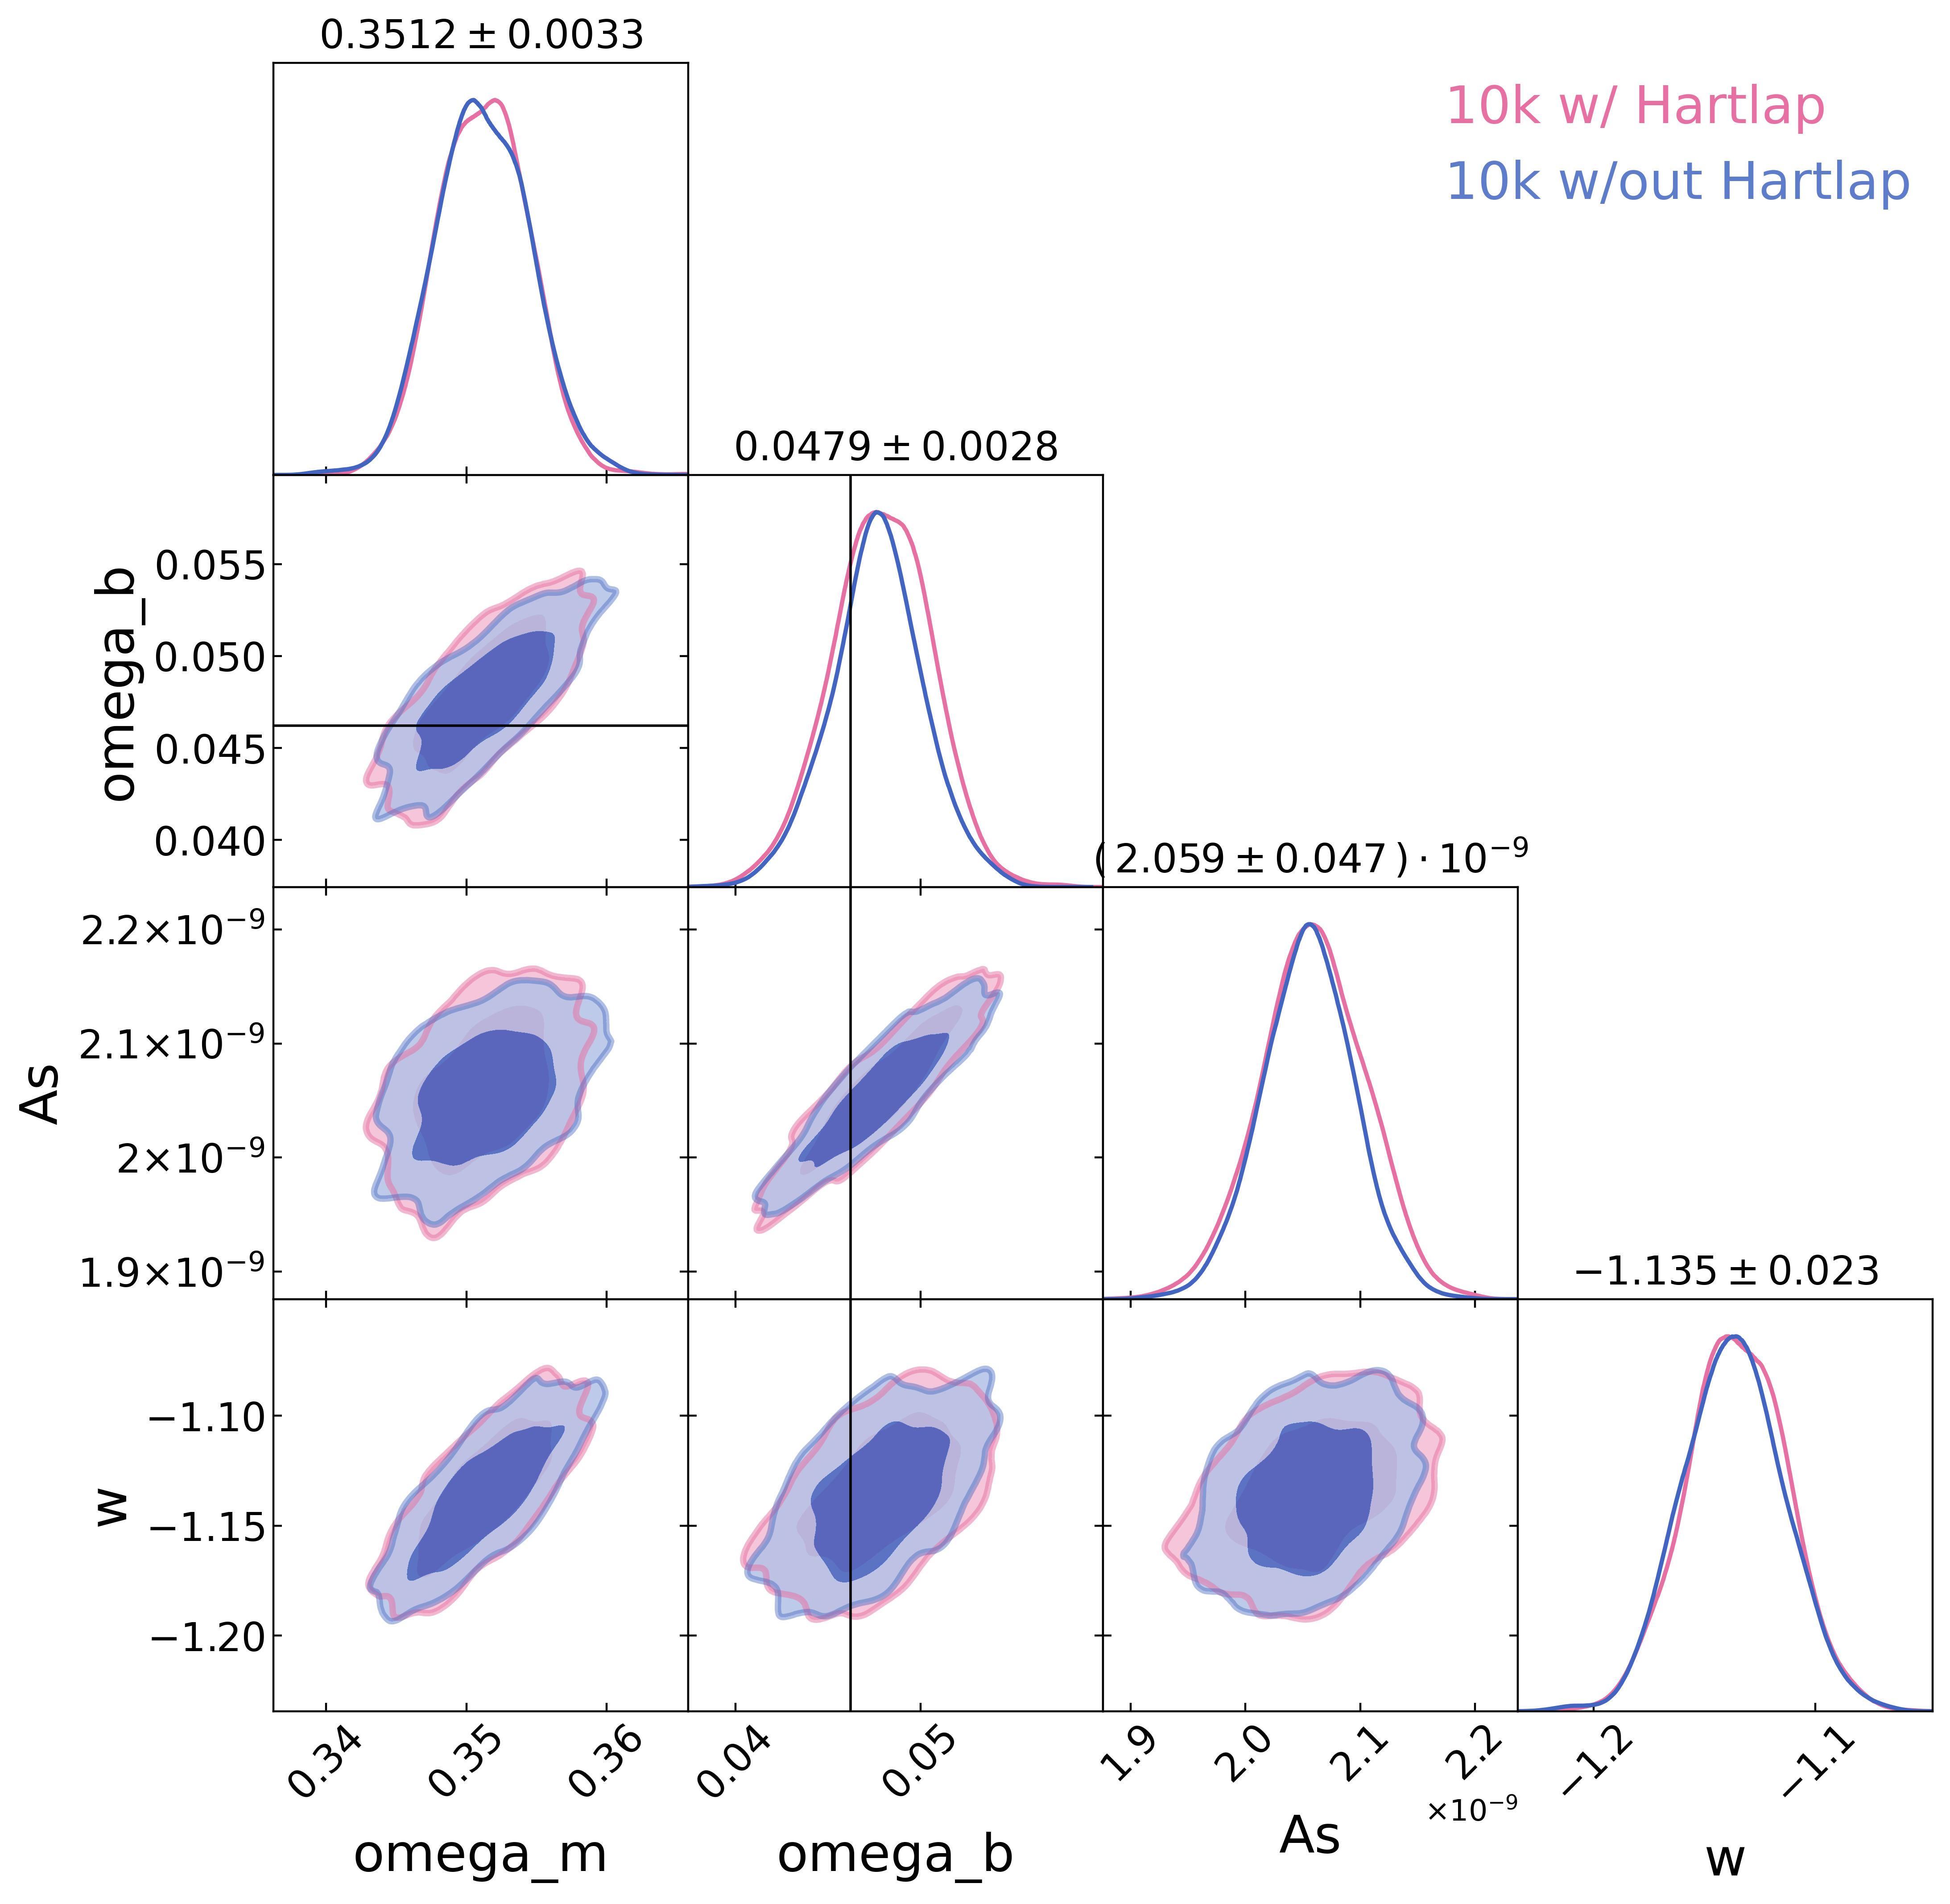 0.3512 ± 0.0033
10k w/ Hartlap
10k w/out Hartlap
0.0479 ± 0.0028
omega_b
0.055
0.050
0.045
0.040
(2.059 ± 0.047) · 10⁻⁹
As
2.2×10⁻⁹
2.1×10⁻⁹
2×10⁻⁹
1.9×10⁻⁹
−1.135 ± 0.023
w
−1.10
−1.15
−1.20
0.34 0.35 0.36
0.04 0.05
1.9 2.0 2.1 2.2
−1.2 −1.1
×10⁻⁹
omega_m omega_b As w